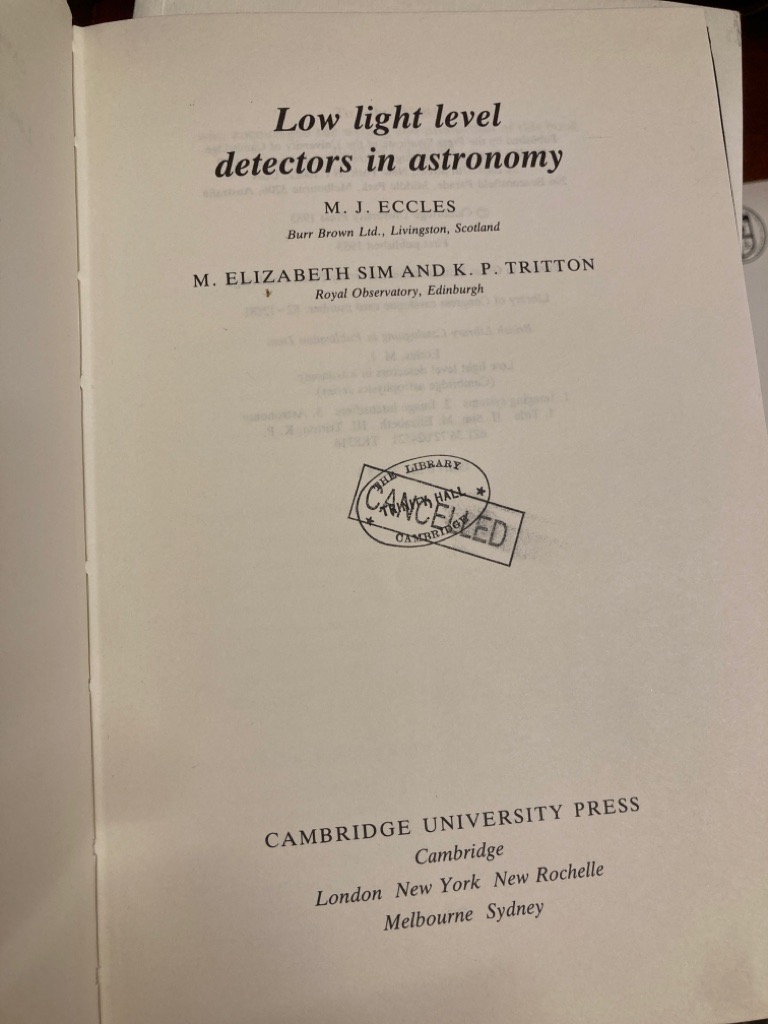 Low light level
detectors in astronomy
M. J. ECCLES
Burr Brown Ltd., Livingston, Scotland
M. ELIZABETH SIM AND K. P. TRITTON
Royal Observatory, Edinburgh
THE LIBRARY
TRINITY HALL
CAMBRIDGE
CANCELLED
CAMBRIDGE UNIVERSITY PRESS
Cambridge
London New York New Rochelle
Melbourne Sydney